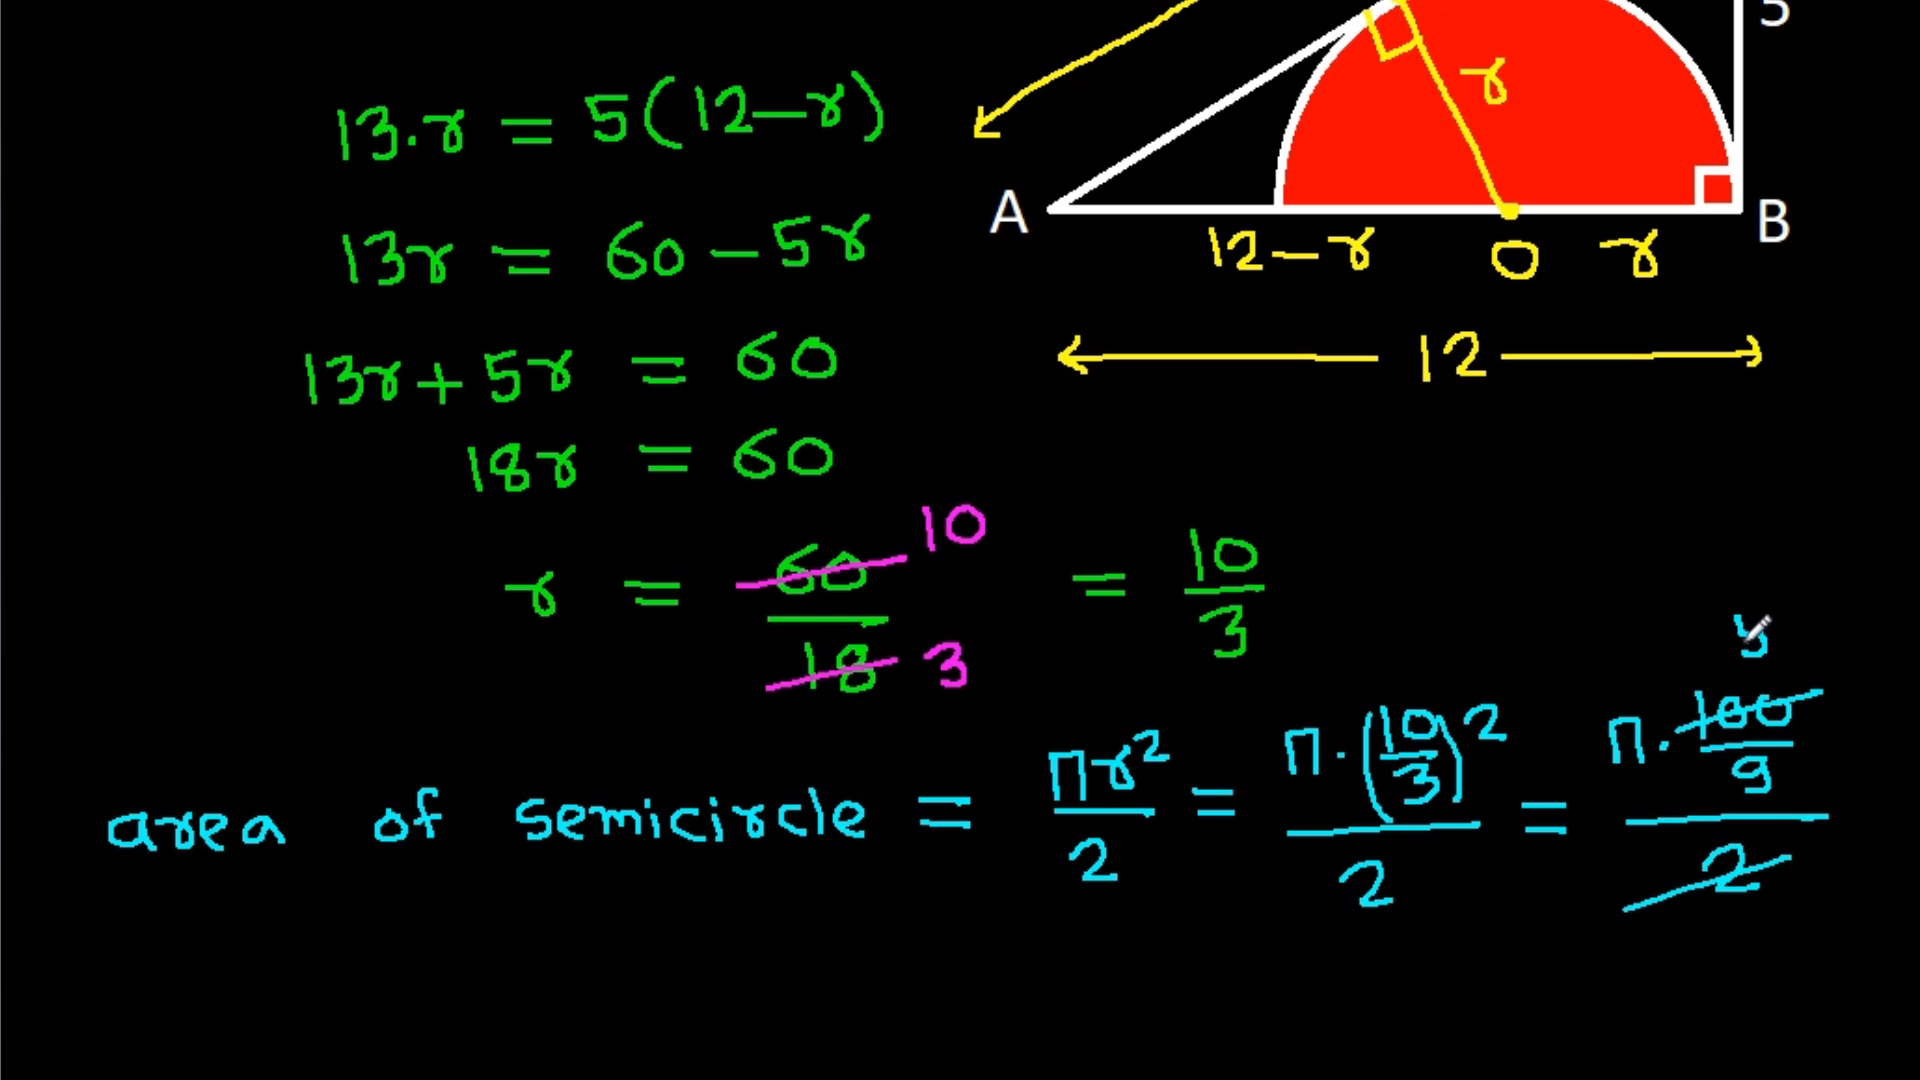 5
13.r = 5(12-r)
A
B
r
12-r O r
13r = 60 - 5r
12
13r + 5r = 60
18r = 60
r = 60/18 10 3 = 10/3
5
area of semicircle = πr²/2 = π·(10/3)²/2 = π·100/9/2